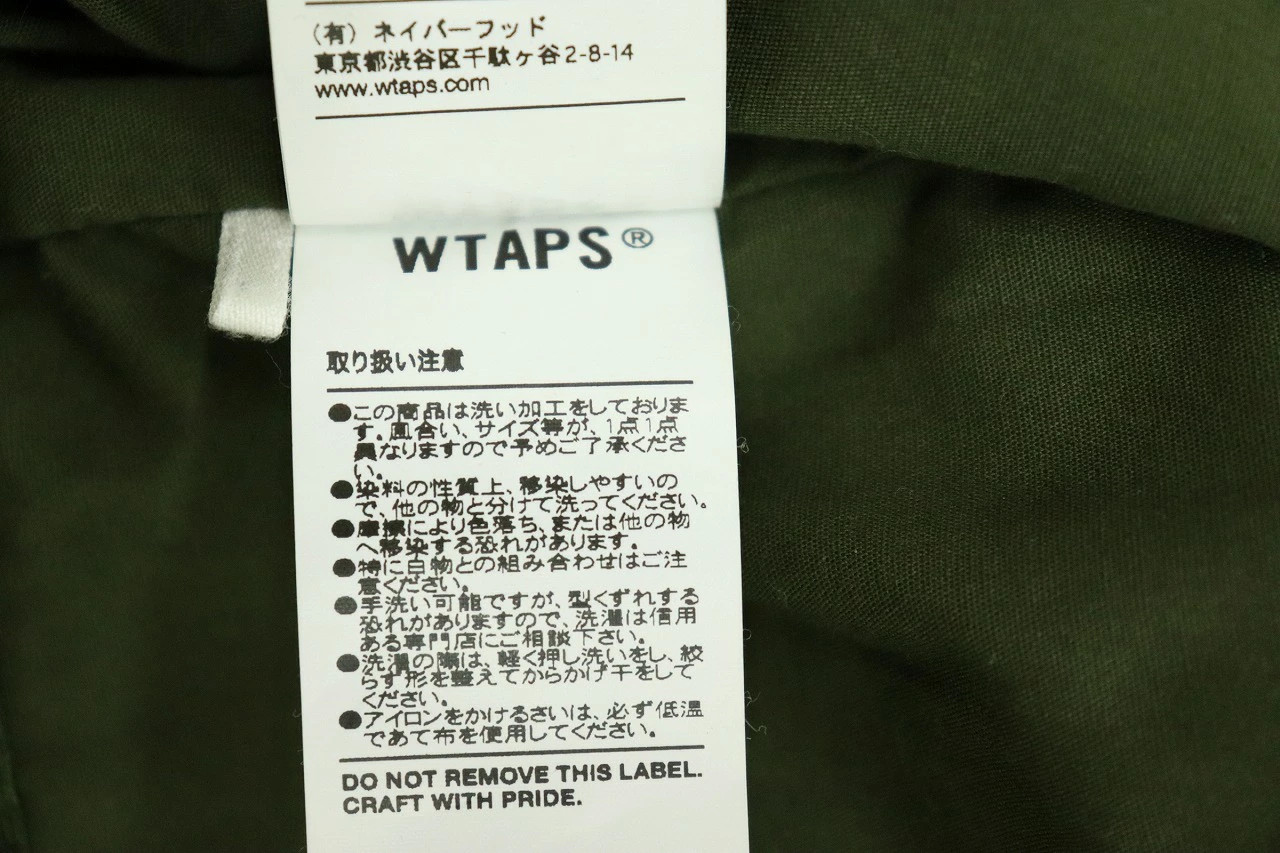 （有）ネイバーフッド
東京都渋谷区千駄ヶ谷2-8-14
www.wtaps.com
WTAPS®
取り扱い注意
●この商品は洗い加工をしておりま
す。風合い、サイズ等が、1点1点
異なりますので予めご了承くださ
い。
●染料の性質上、移染しやすいの
で、他の物と分けて洗ってください。
●摩擦により色落ち、または他の物
へ移染する恐れがあります。
●特に白物との組み合わせはご注
意ください。
●手洗い可能ですが、型くずれする
恐れがありますので、洗濯は信用
ある専門店にご相談下さい。
●洗濯の際は、軽く押し洗いをし、絞
らず形を整えてからかげ干をして
ください。
●アイロンをかけるさいは、必ず低温
であて布を使用してください。
DO NOT REMOVE THIS LABEL.
CRAFT WITH PRIDE.